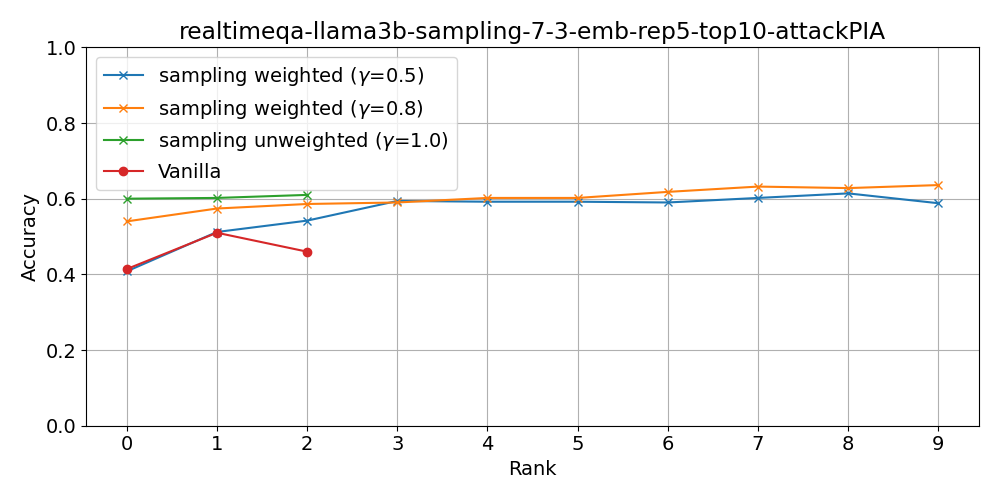 realtimeqa-llama3b-sampling-7-3-emb-rep5-top10-attackPIA
sampling weighted (γ=0.5)
sampling weighted (γ=0.8)
sampling unweighted (γ=1.0)
Vanilla
Accuracy
1.0
0.8
0.6
0.4
0.2
0.0
0 1 2 3 4 5 6 7 8 9
Rank